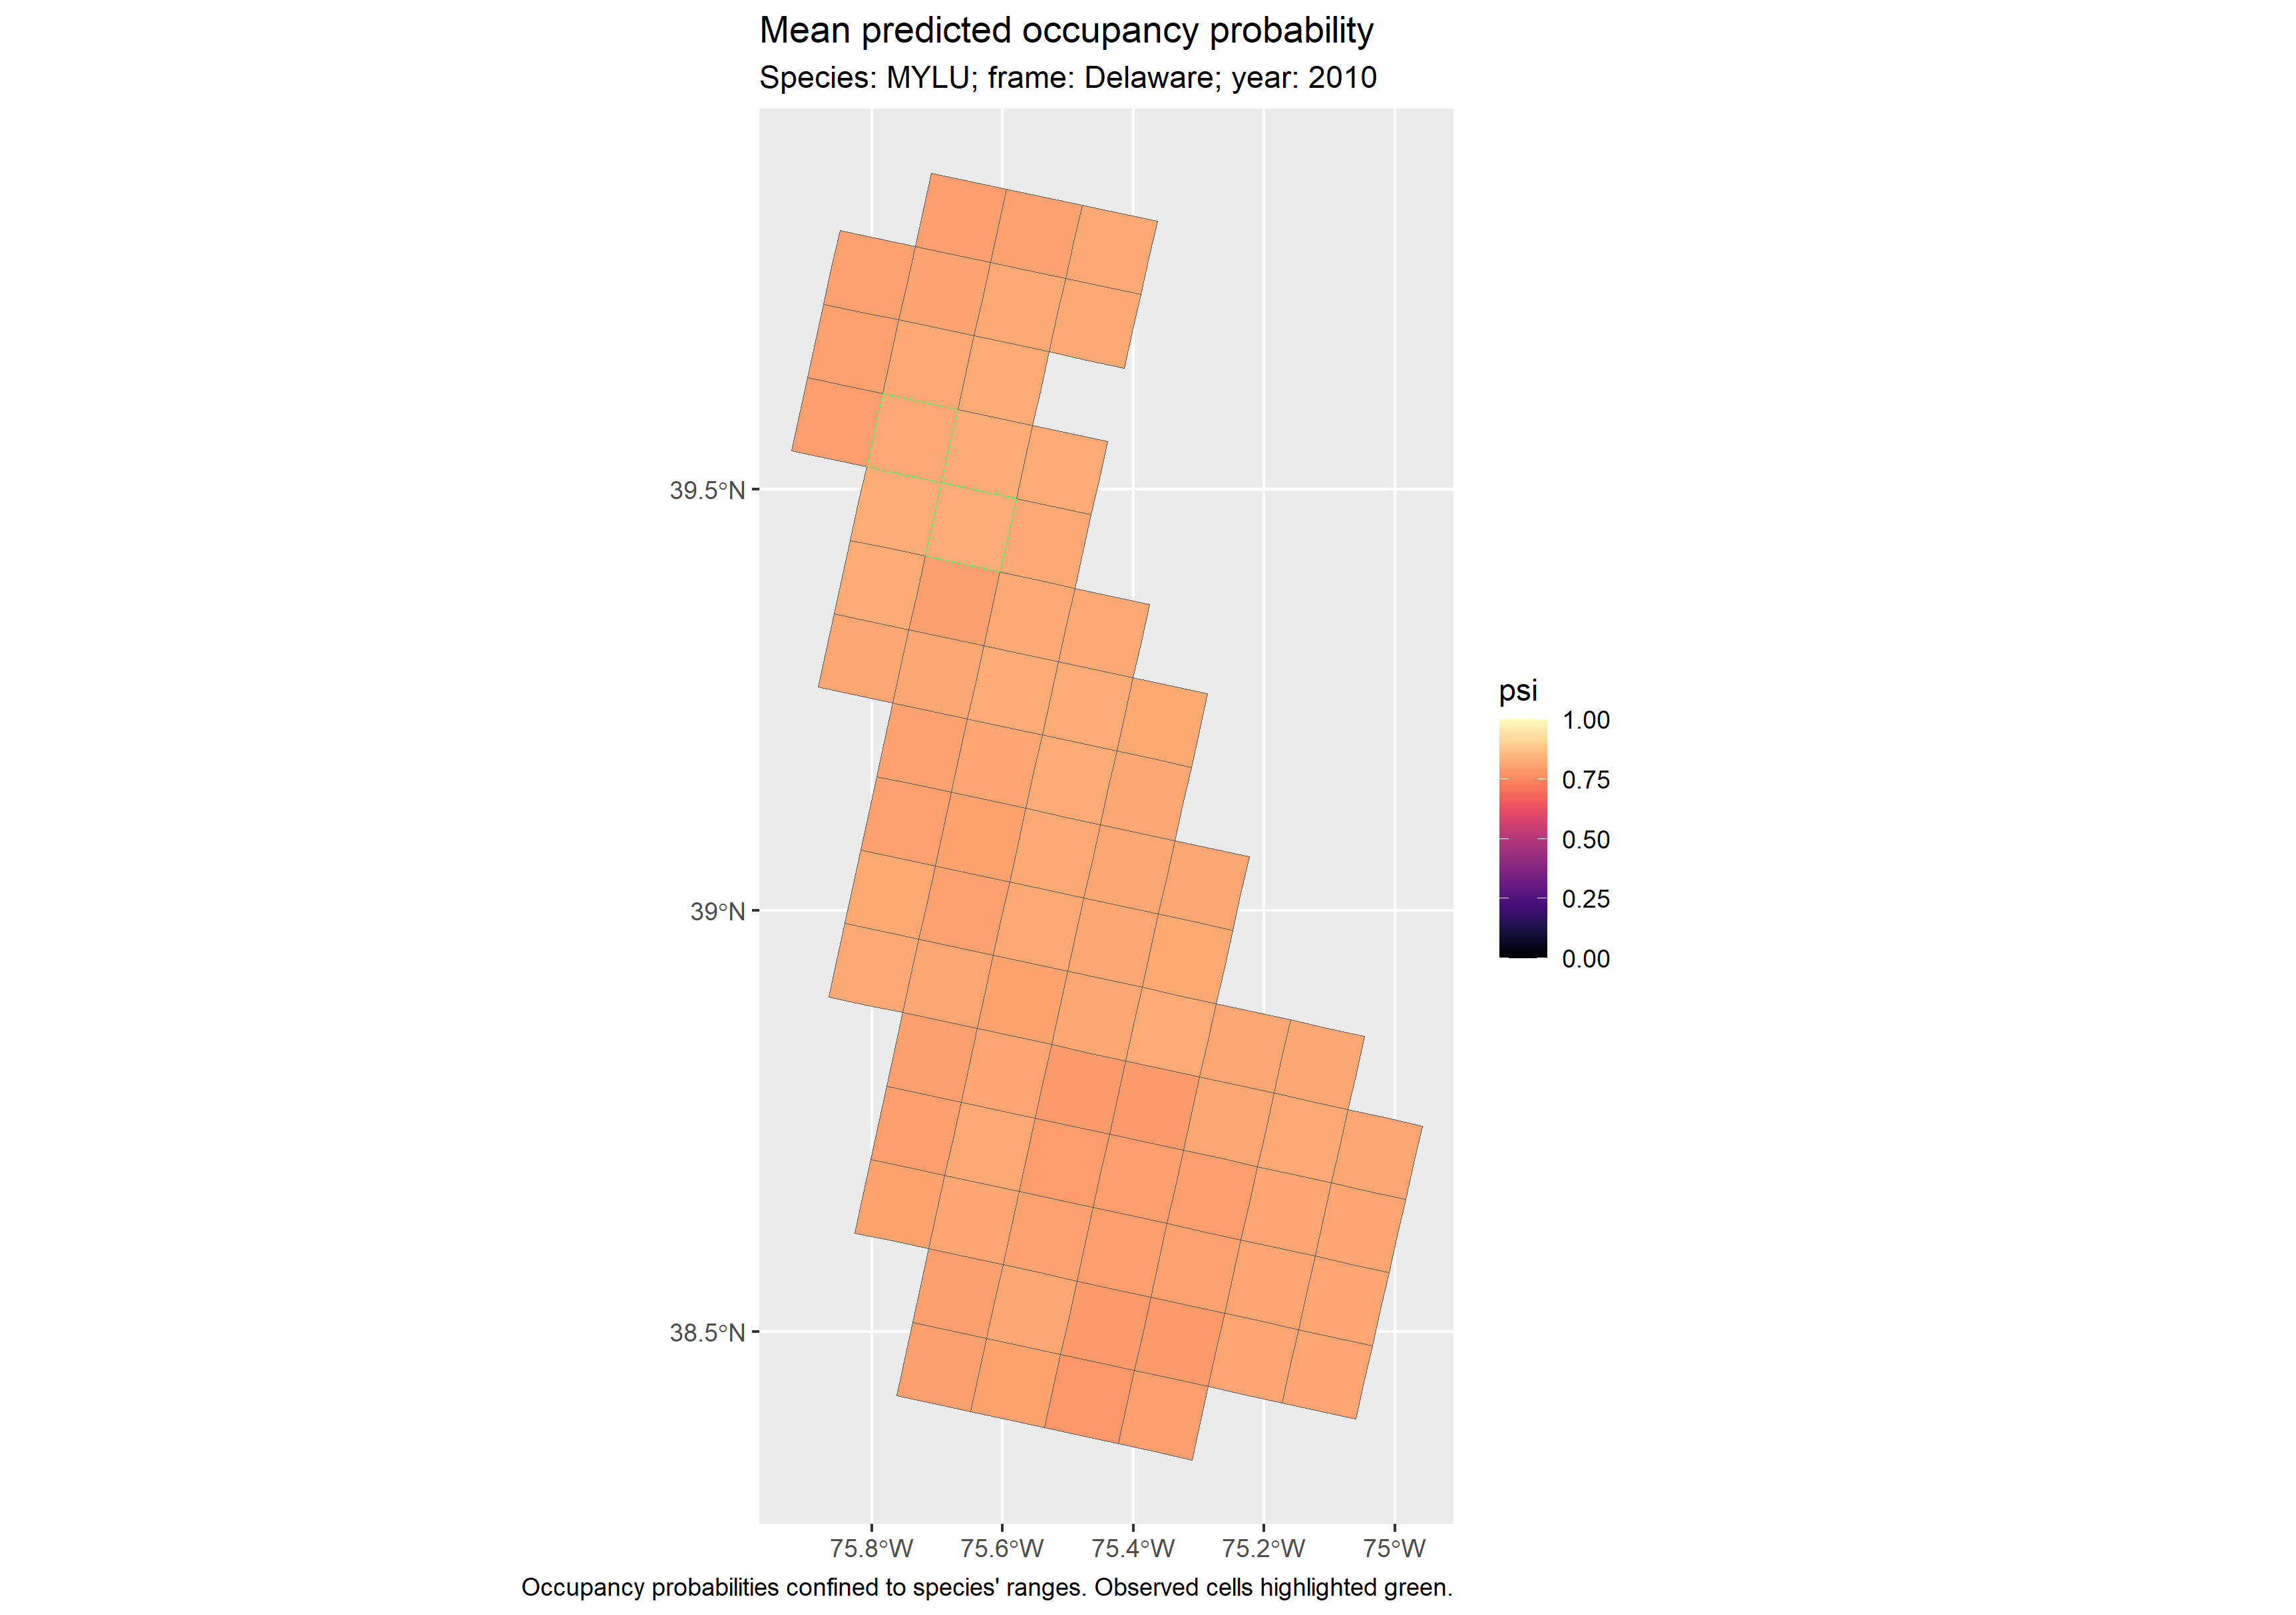 Mean predicted occupancy probability
Species: MYLU; frame: Delaware; year: 2010
39.5°N
39°N
38.5°N
75.8°W
75.6°W
75.4°W
75.2°W
75°W
psi
1.00
0.75
0.50
0.25
0.00
Occupancy probabilities confined to species' ranges. Observed cells highlighted green.